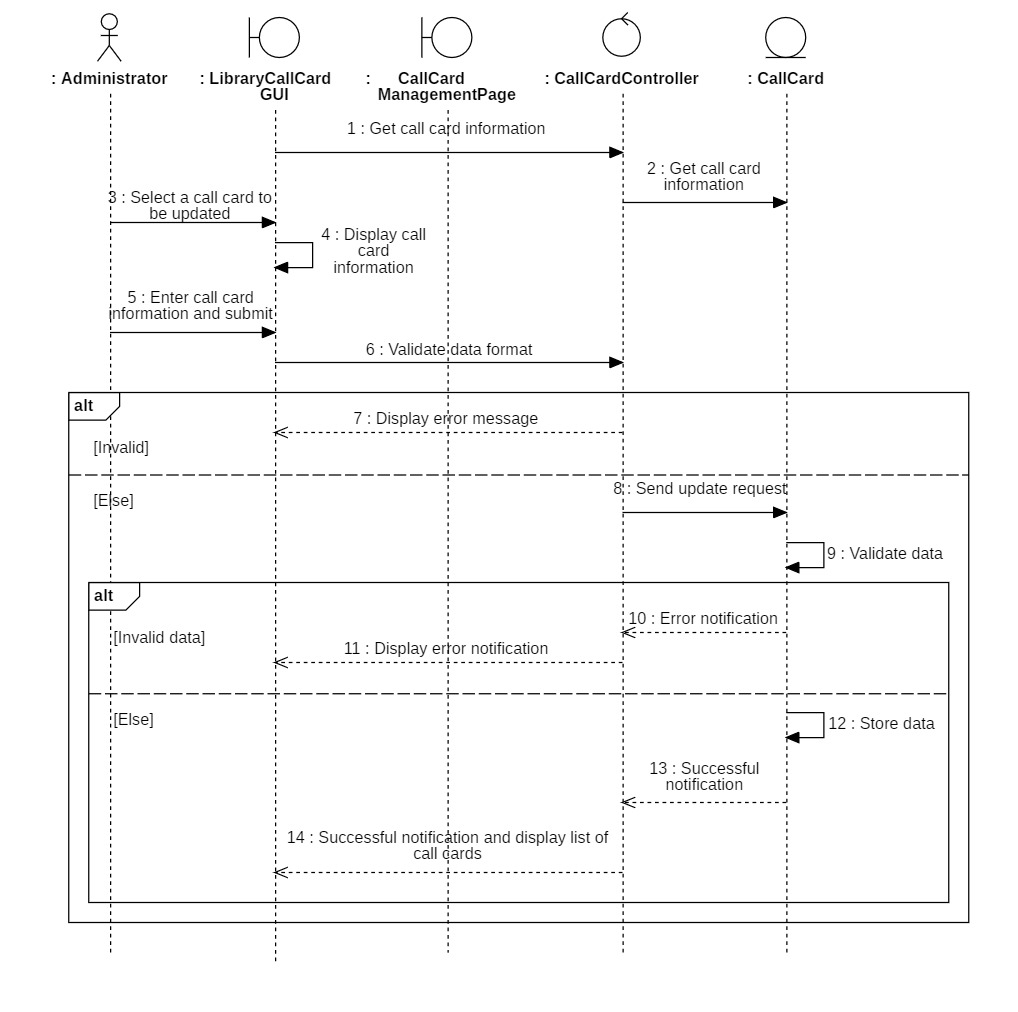 : Administrator
: LibraryCallCard
GUI
: CallCard
ManagementPage
: CallCardController
: CallCard
1 : Get call card information
2 : Get call card
information
3 : Select a call card to
be updated
4 : Display call
card
information
5 : Enter call card
information and submit
6 : Validate data format
alt
7 : Display error message
[Invalid]
8 : Send update request
[Else]
9 : Validate data
alt
10 : Error notification
[Invalid data]
11 : Display error notification
[Else]
12 : Store data
13 : Successful
notification
14 : Successful notification and display list of
call cards